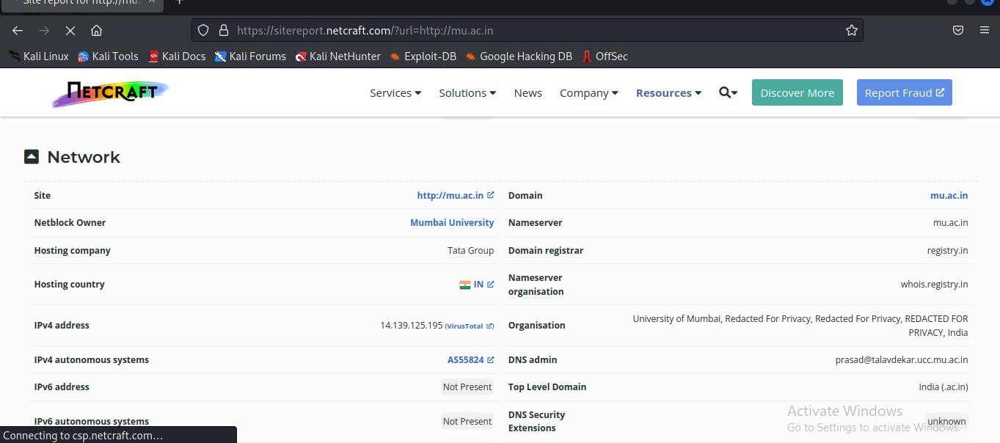 Site report for http://mu.
https://sitereport.netcraft.com/?url=http://mu.ac.in
Kali Linux Kali Tools Kali Docs Kali Forums Kali NetHunter Exploit-DB Google Hacking DB OffSec
NETCRAFT Services Solutions News Company Resources Discover More Report Fraud
Network
Site http://mu.ac.in Domain mu.ac.in
Netblock Owner Mumbai University Nameserver mu.ac.in
Hosting company Tata Group Domain registrar registry.in
Hosting country IN Nameserver organisation whois.registry.in
IPv4 address 14.139.125.195 (VirusTotal) Organisation University of Mumbai, Redacted For Privacy, Redacted For Privacy, REDACTED FOR
PRIVACY, India
IPv4 autonomous systems AS55824 DNS admin prasad@talavdekar.ucc.mu.ac.in
IPv6 address Not Present Top Level Domain India (.ac.in)
IPv6 autonomous systems Not Present DNS Security Extensions unknown
Activate Windows
Go to Settings to activate Windows.
Connecting to csp.netcraft.com...